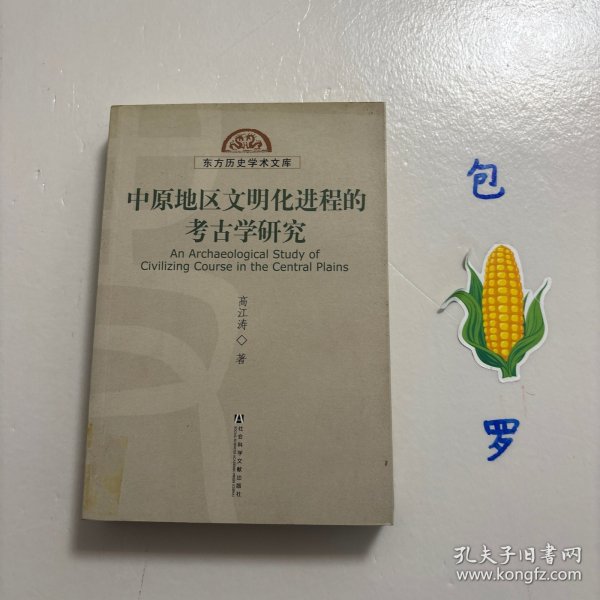 东方历史学术文库
中原地区文明化进程的
考古学研究
An Archaeological Study of
Civilizing Course in the Central Plains
高江涛◇著
社会科学文献出版社
包
罗
孔夫子旧书网
www.kongfz.com